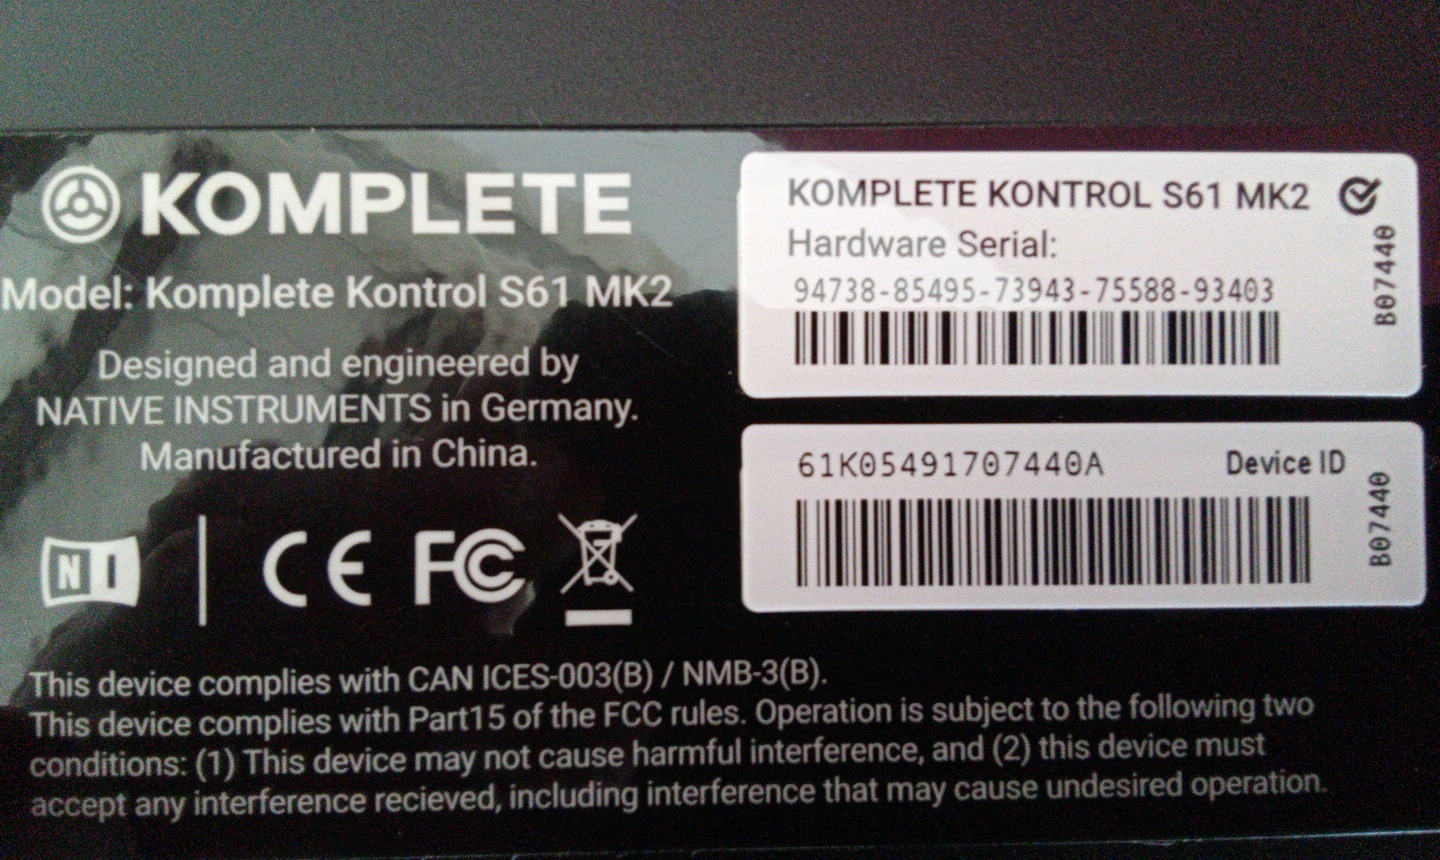 KOMPLETE
Model: Komplete Kontrol S61 MK2
Designed and engineered by
NATIVE INSTRUMENTS in Germany.
Manufactured in China.
NI
CE FC
KOMPLETE KONTROL S61 MK2
Hardware Serial:
94738-85495-73943-75588-93403
B07440
61K05491707440A Device ID
B07440
This device complies with CAN ICES-003(B) / NMB-3(B).
This device complies with Part15 of the FCC rules. Operation is subject to the following two
conditions: (1) This device may not cause harmful interference, and (2) this device must
accept any interference recieved, including interference that may cause undesired operation.